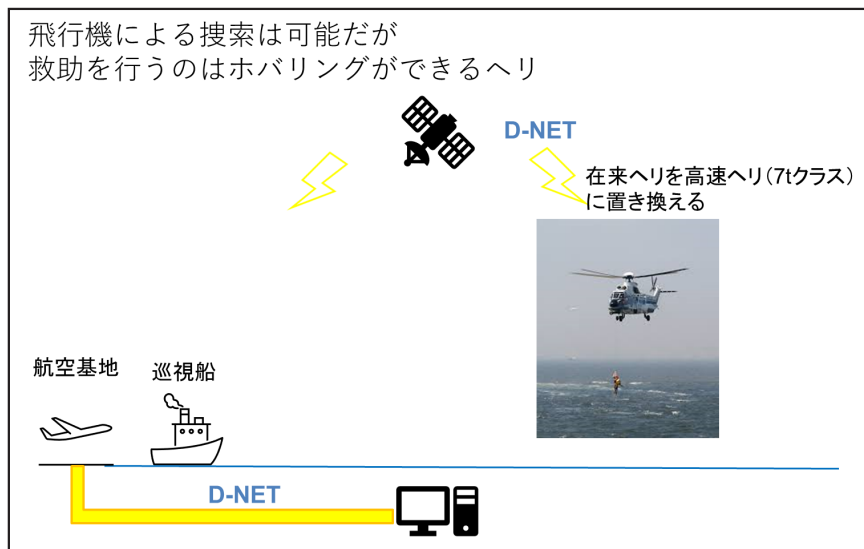 飛行機による捜索は可能だが
救助を行うのはホバリングができるヘリ
D-NET
在来ヘリを高速ヘリ(7tクラス)
に置き換える
航空基地
巡視船
D-NET